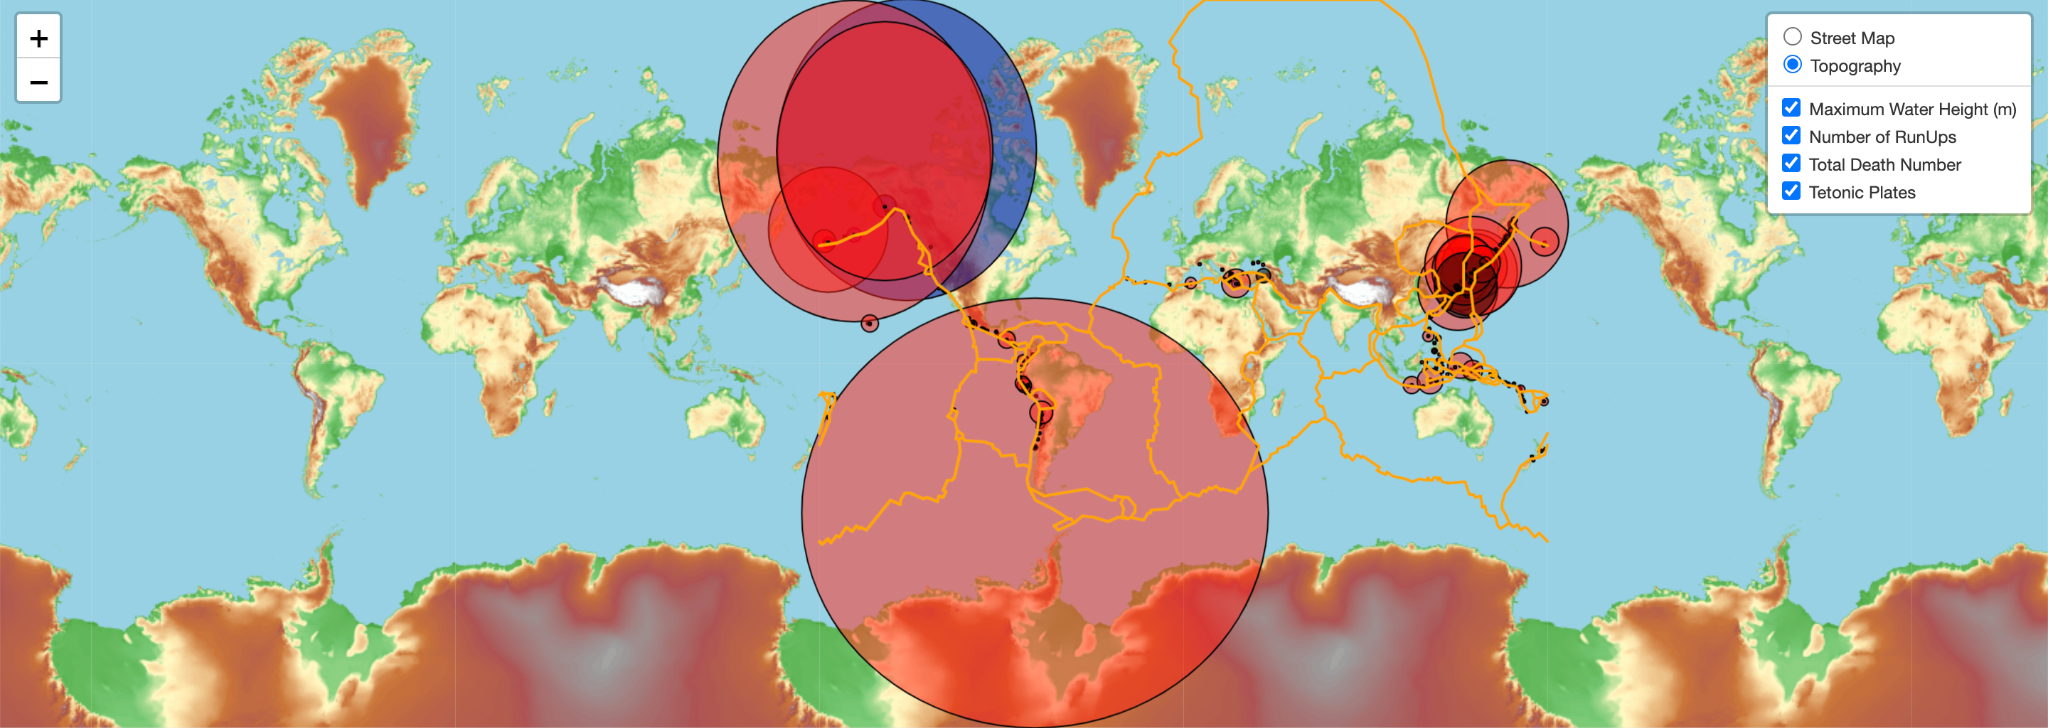 +
−
Street Map
Topography
Maximum Water Height (m)
Number of RunUps
Total Death Number
Tetonic Plates